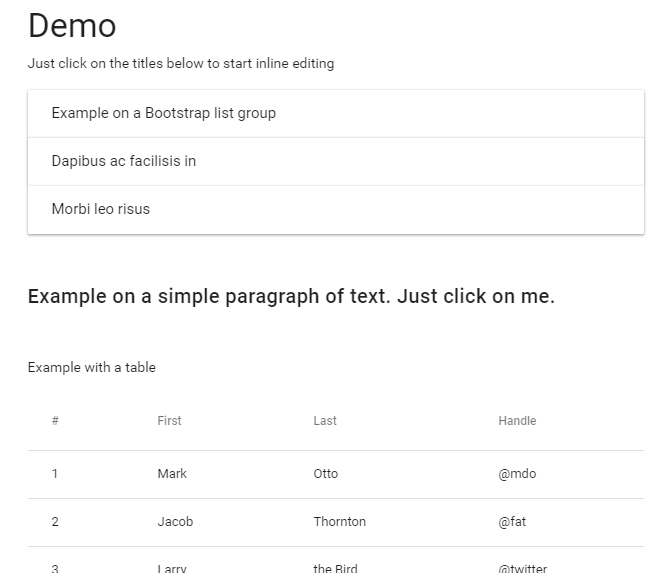 Demo
Just click on the titles below to start inline editing
Example on a Bootstrap list group
Dapibus ac facilisis in
Morbi leo risus
Example on a simple paragraph of text. Just click on me.
Example with a table
# First Last Handle
1 Mark Otto @mdo
2 Jacob Thornton @fat
3 Larry the Bird @twitter